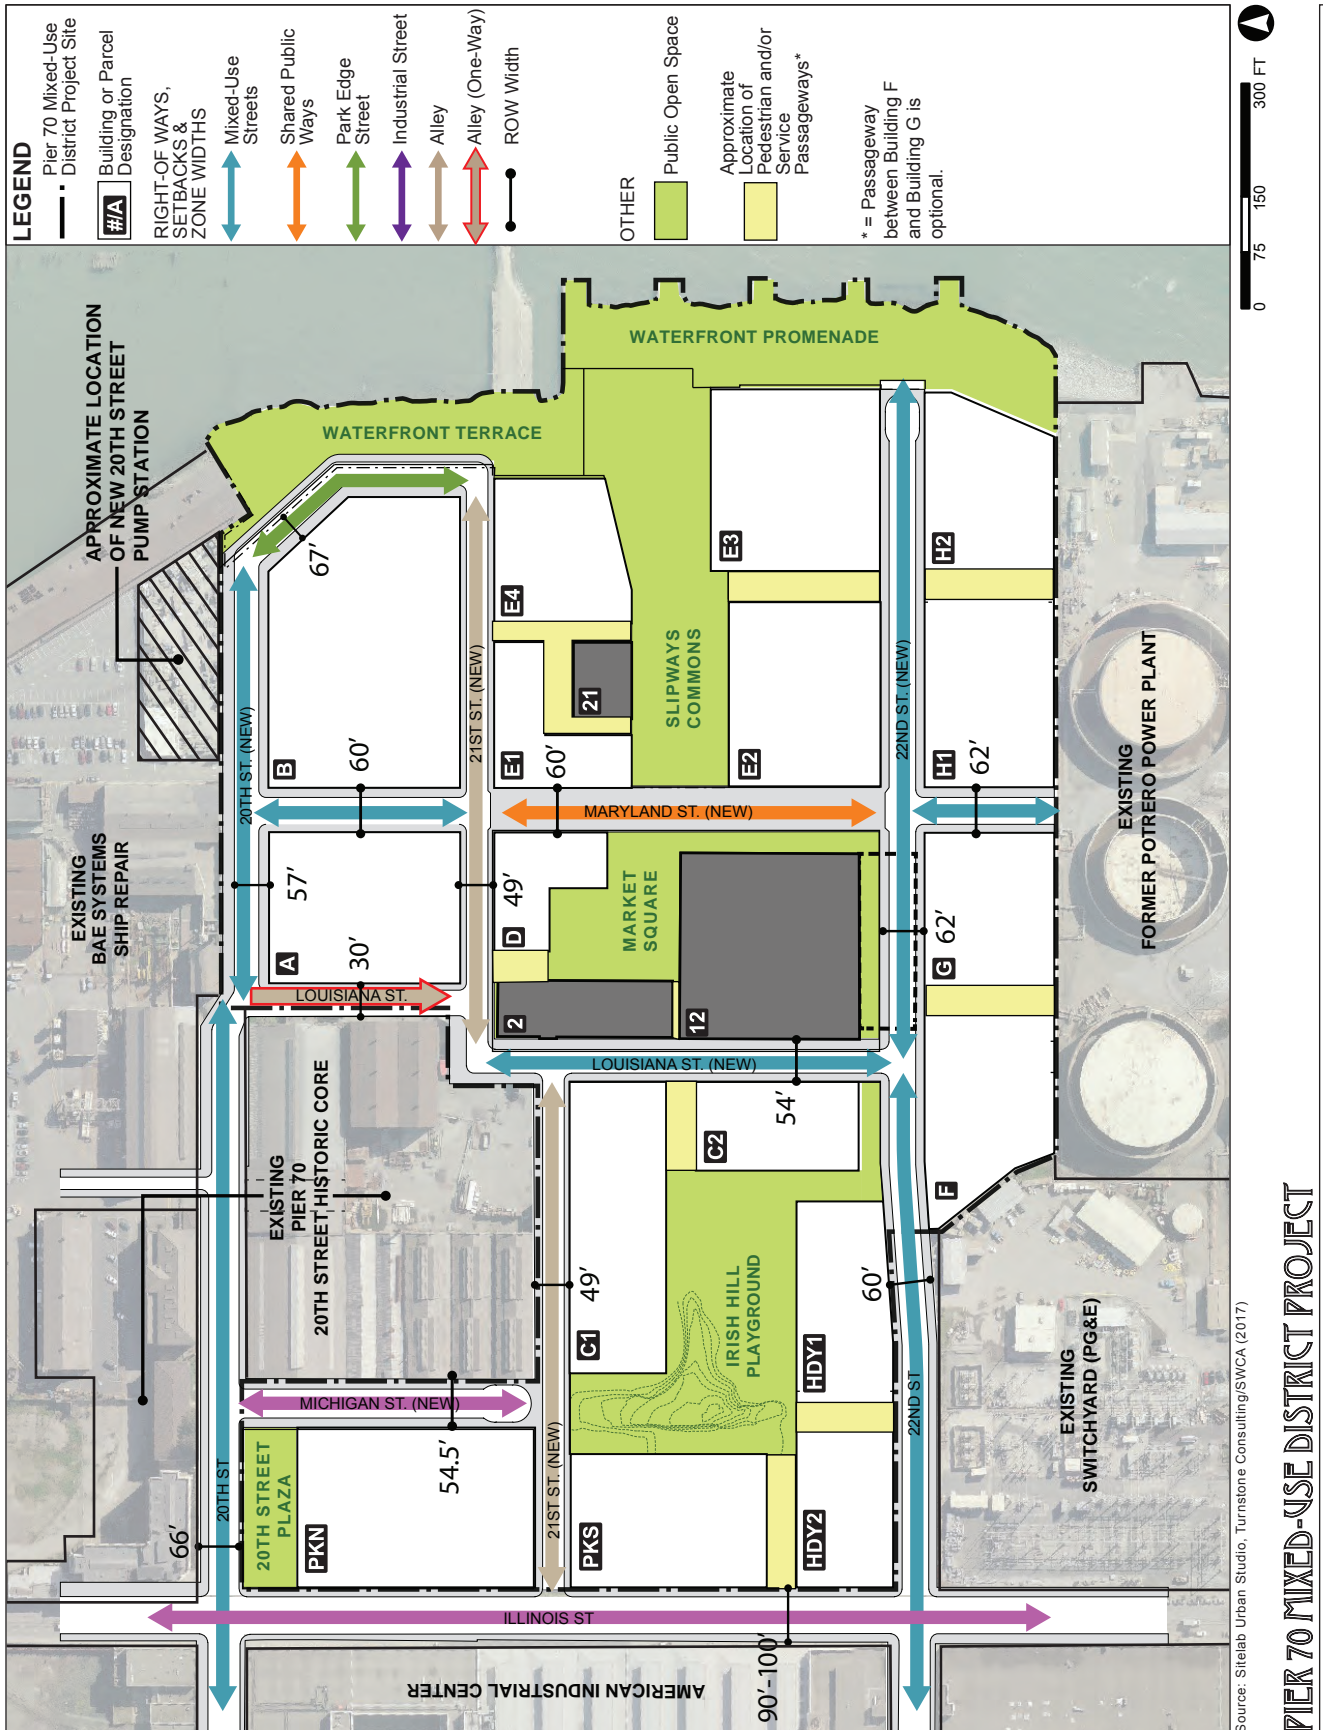 LEGEND
Pier 70 Mixed-Use
District Project Site
#/A
Building or Parcel
Designation
RIGHT-OF WAYS,
SETBACKS &
ZONE WIDTHS
Mixed-Use
Streets
Shared Public
Ways
Park Edge
Street
Industrial Street
Alley
Alley (One-Way)
ROW Width
OTHER
Public Open Space
Approximate
Location of
Pedestrian and/or
Service
Passageways*
* = Passageway
between Building F
and Building G is
optional.
0
75
150
300 FT
APPROXIMATE LOCATION
OF NEW 20TH STREET
PUMP STATION
WATERFRONT TERRACE
WATERFRONT PROMENADE
67'
20TH ST. (NEW)
B
60'
21ST ST. (NEW)
E4
21
E1
60'
SLIPWAYS
COMMONS
E3
E2
22ND ST. (NEW)
H2
H1
62'
EXISTING
FORMER POTRERO POWER PLANT
EXISTING
BAE SYSTEMS
SHIP REPAIR
57'
A
30'
LOUISIANA ST.
MARYLAND ST. (NEW)
49'
D
MARKET
SQUARE
2
12
62'
G
LOUISIANA ST. (NEW)
54'
C2
EXISTING
PIER 70
20TH STREET HISTORIC CORE
49'
C1
IRISH HILL
PLAYGROUND
60'
F
HDY1
22ND ST
EXISTING
SWITCHYARD (PG&E)
MICHIGAN ST. (NEW)
54.5'
20TH ST
66'
20TH STREET
PLAZA
PKN
21ST ST. (NEW)
PKS
HDY2
ILLINOIS ST
90'-100'
AMERICAN INDUSTRIAL CENTER
Source: Sitelab Urban Studio, Turnstone Consulting/SWCA (2017)
PIER 70 MIXED-USE DISTRICT PROJECT